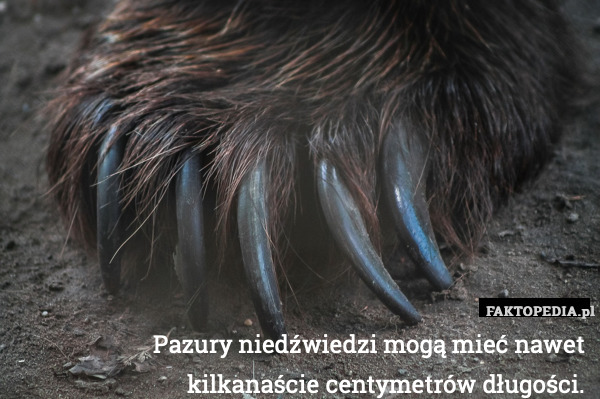 FAKTOPEDIA.pl
Pazury niedźwiedzi mogą mieć nawet
kilkanaście centymetrów długości.